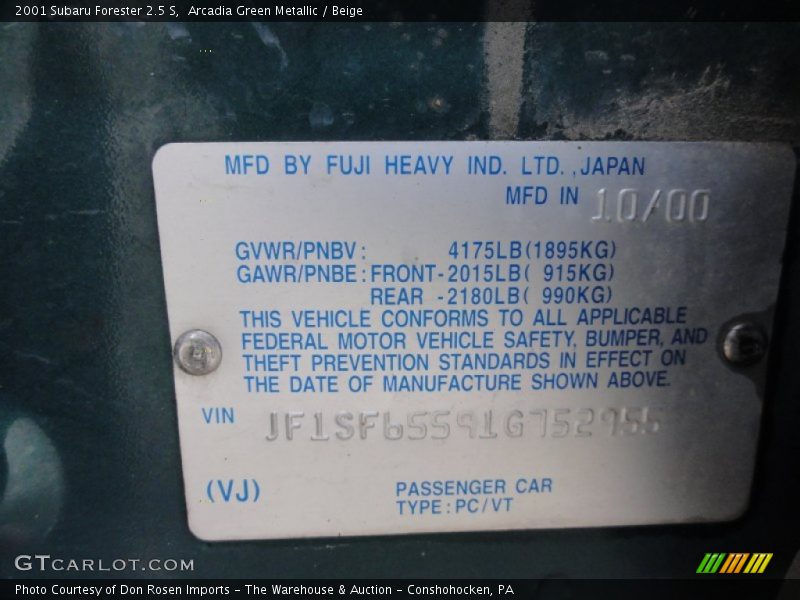 2001 Subaru Forester 2.5 S, Arcadia Green Metallic / Beige
MFD BY FUJI HEAVY IND. LTD., JAPAN
MFD IN 10/00
GVWR/PNBV: 4175LB(1895KG)
GAWR/PNBE: FRONT-2015LB( 915KG)
REAR -2180LB( 990KG)
THIS VEHICLE CONFORMS TO ALL APPLICABLE
FEDERAL MOTOR VEHICLE SAFETY, BUMPER, AND
THEFT PREVENTION STANDARDS IN EFFECT ON
THE DATE OF MANUFACTURE SHOWN ABOVE.
VIN JF1SF65591G752955
(VJ) PASSENGER CAR
TYPE: PC/VT
GTCARLOT.COM
Photo Courtesy of Don Rosen Imports - The Warehouse & Auction - Conshohocken, PA